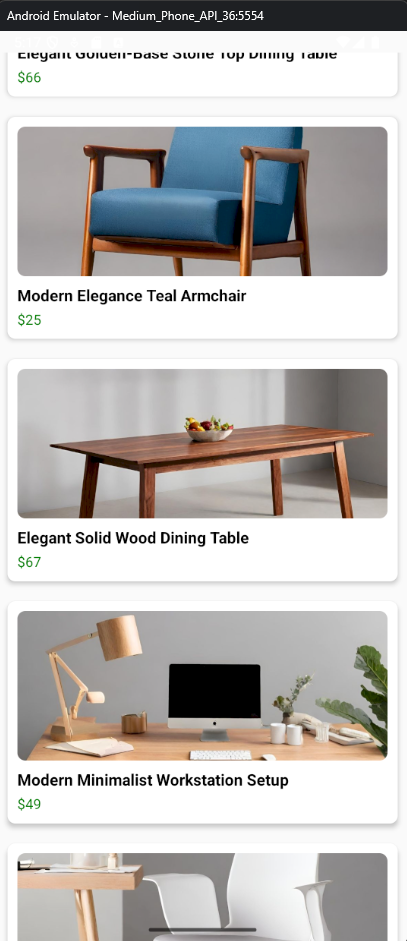 Android Emulator - Medium_Phone_API_36:5554
Elegant Golden-Base Stone Top Dining Table
$66
Modern Elegance Teal Armchair
$25
Elegant Solid Wood Dining Table
$67
Modern Minimalist Workstation Setup
$49